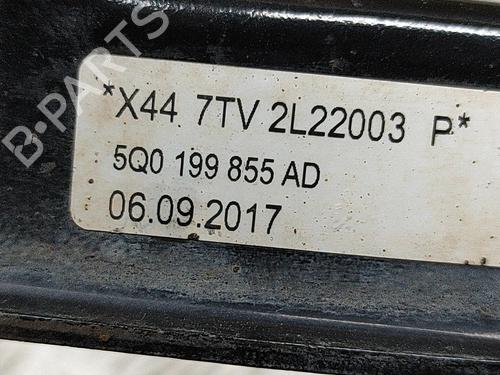 B-PARTS
*X44 7TV 2L22003 P*
5Q0 199 855 AD
06.09.2017